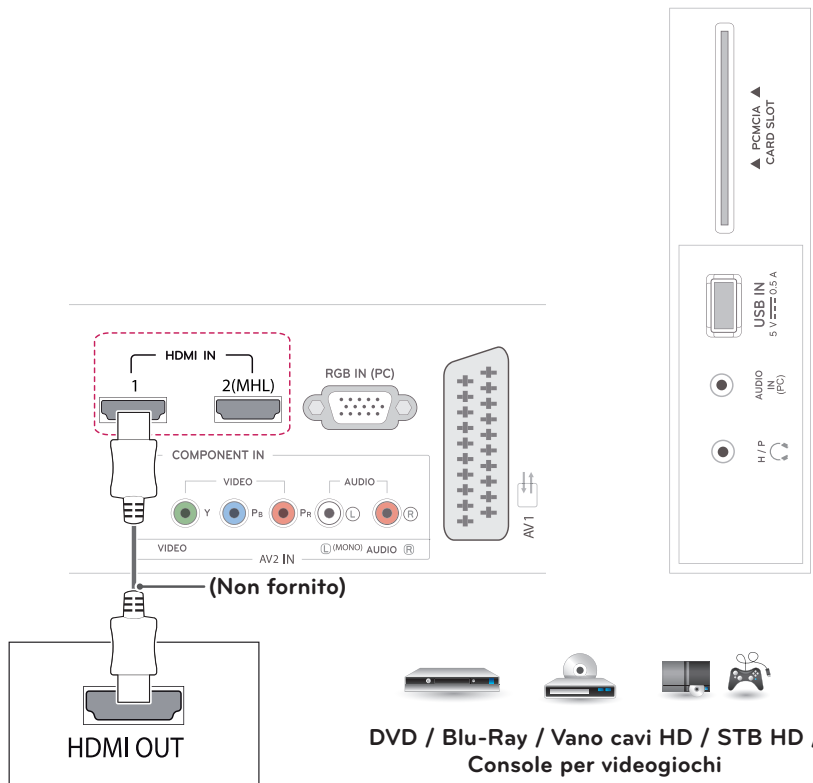 ▲ PCMCIA ▲
CARD SLOT
USB IN
5 V 0.5 A
AUDIO
IN
(PC)
H / P
HDMI IN
1 2(MHL)
RGB IN (PC)
COMPONENT IN
VIDEO AUDIO
Y PB PR L R
VIDEO L (MONO) AUDIO R
AV2 IN
AV1
(Non fornito)
HDMI OUT
DVD / Blu-Ray / Vano cavi HD / STB HD /
Console per videogiochi